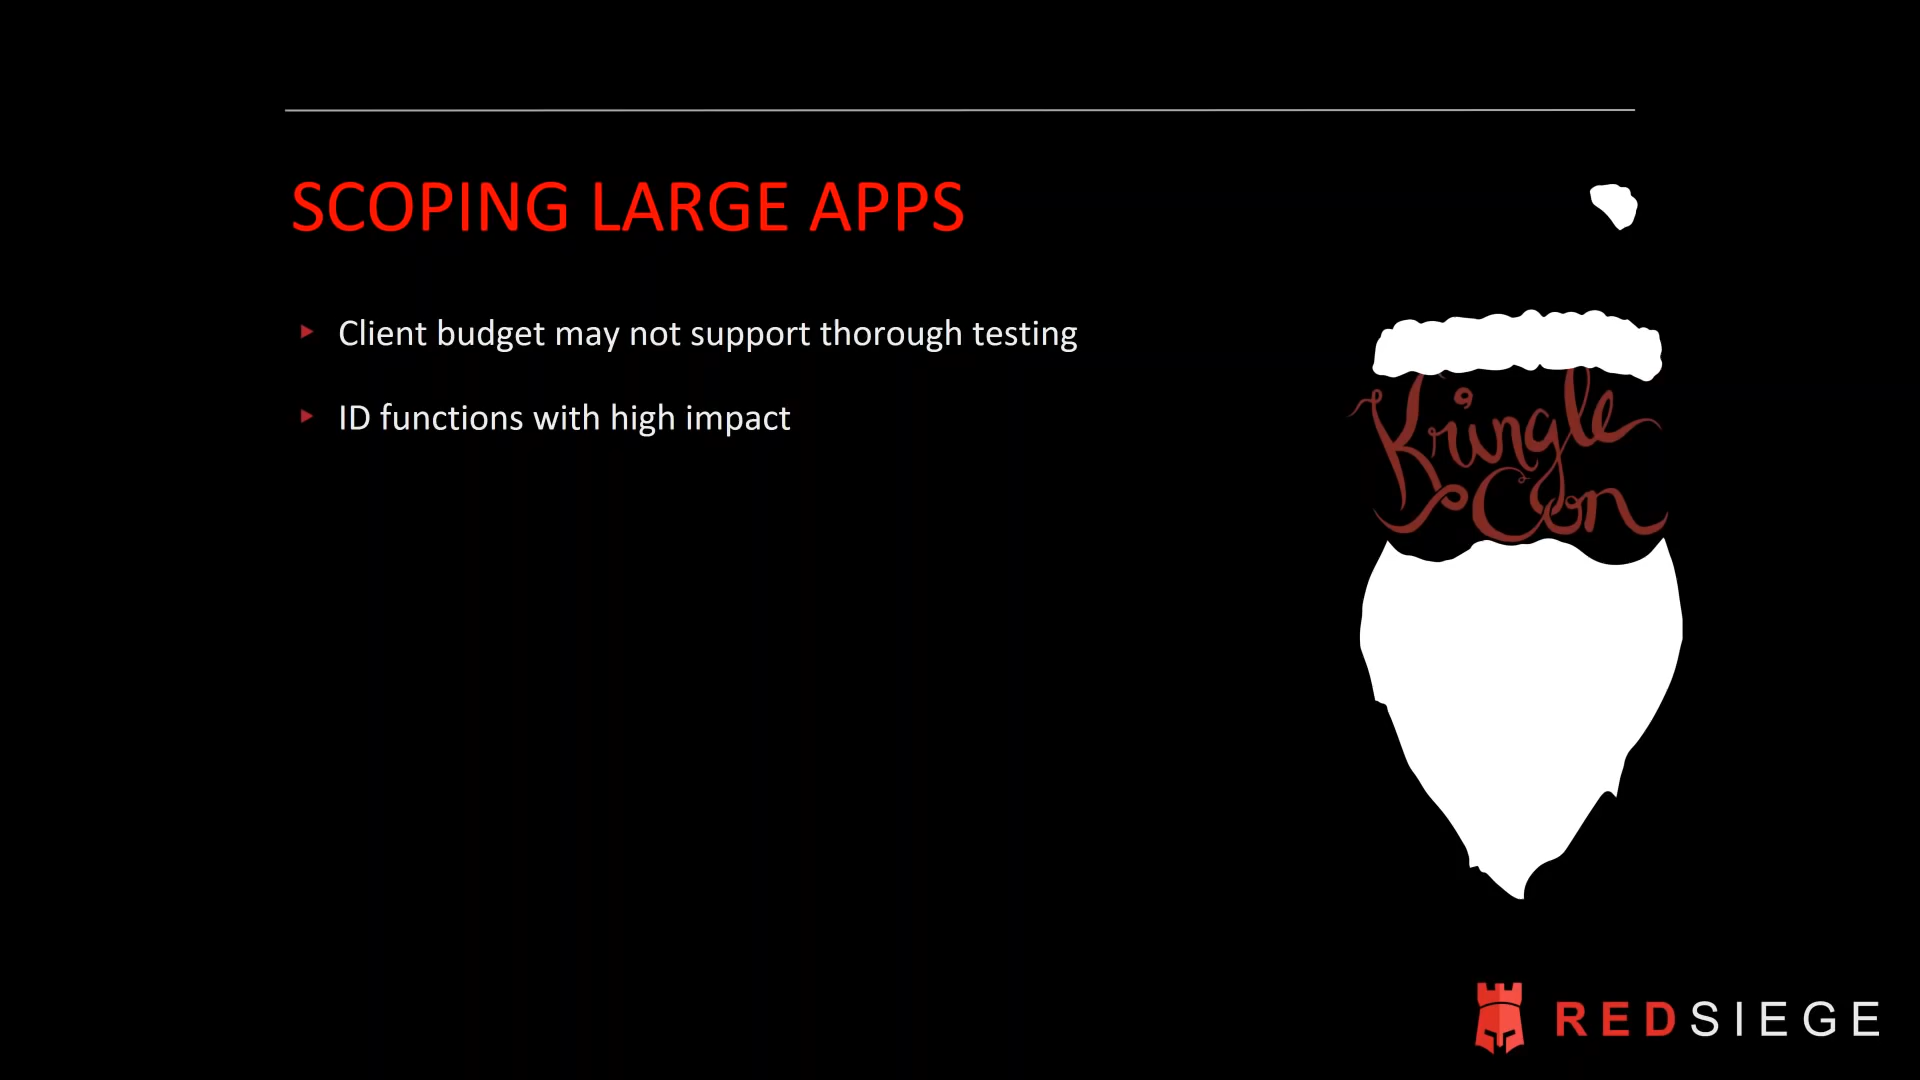 SCOPING LARGE APPS
Client budget may not support thorough testing
ID functions with high impact
Kringle
Con
REDSIEGE